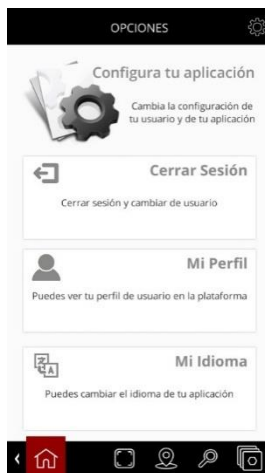 OPCIONES
Configura tu aplicación
Cambia la configuración de
tu usuario y de tu aplicación
Cerrar Sesión
Cerrar sesión y cambiar de usuario
Mi Perfil
Puedes ver tu perfil de usuario en la plataforma
Mi Idioma
Puedes cambiar el idioma de tu aplicación